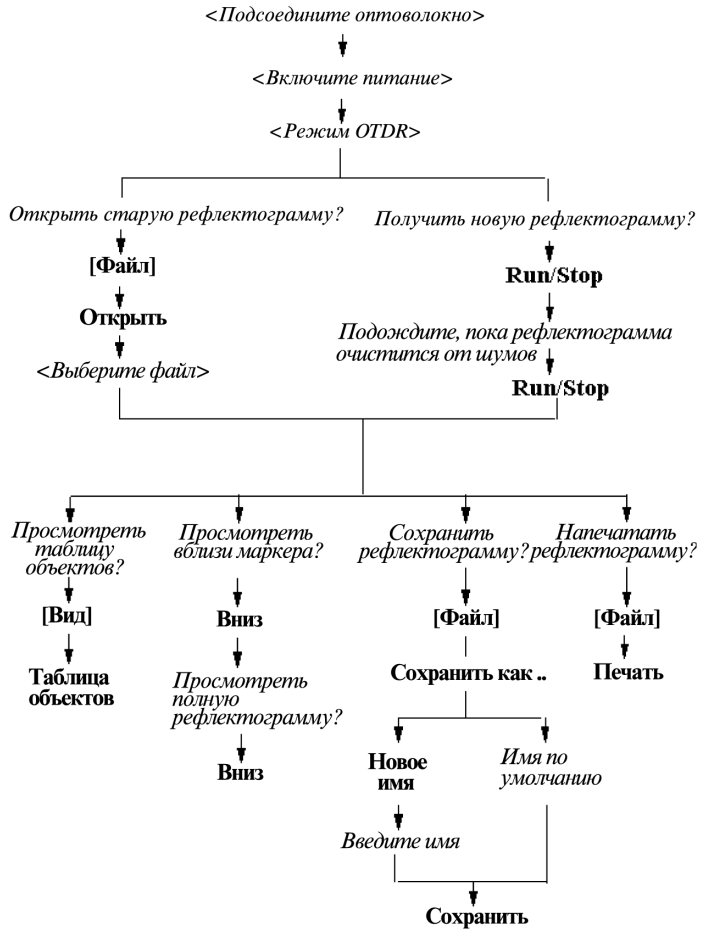 <Подсоедините оптоволокно>
<Включите питание>
<Режим OTDR>
Открыть старую рефлектограмму?
Получить новую рефлектограмму?
[Файл]
Run/Stop
Открыть
Подождите, пока рефлектограмма
очистится от шумов
<Выберите файл>
Run/Stop
Просмотреть
таблицу
объектов?
Просмотреть
вблизи маркера?
Сохранить
рефлектограмму?
Напечатать
рефлектограмму?
[Вид]
Вниз
[Файл]
[Файл]
Таблица
объектов
Просмотреть
полную
рефлектограмму?
Сохранить как ..
Печать
Вниз
Новое
имя
Имя по
умолчанию
Введите имя
Сохранить